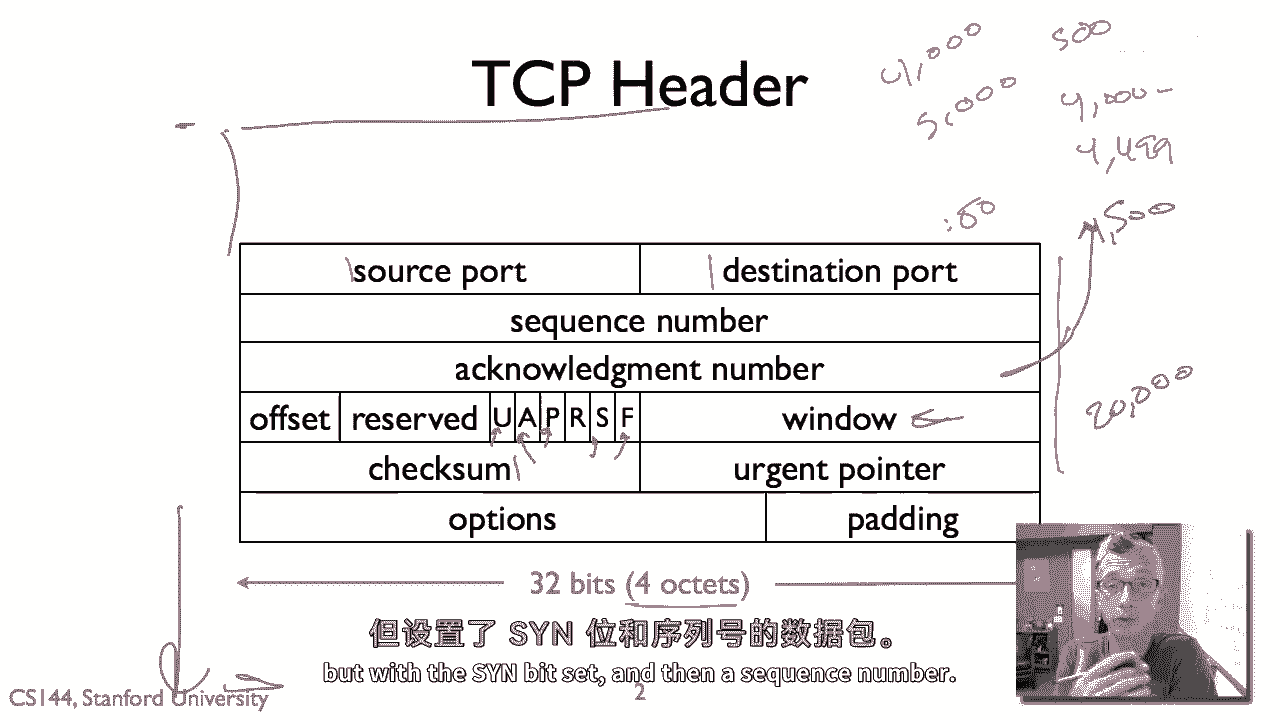 TCP Header
41,000
500
5,000
4,000-
4,499
:80
4,500
source port destination port
sequence number
acknowledgment number
20,000
offset reserved U A P R S F window
checksum urgent pointer
options padding
32 bits (4 octets)
但设置了 SYN 位和序列号的数据包。
but with the SYN bit set, and then a sequence number.
CS144, Stanford University
2